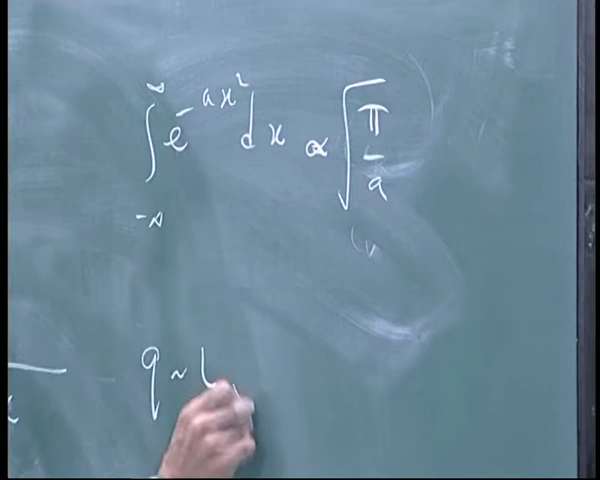 ∫_{-∞}^{∞} e^{-ax²} dx ∝ √(π/a)
q ~